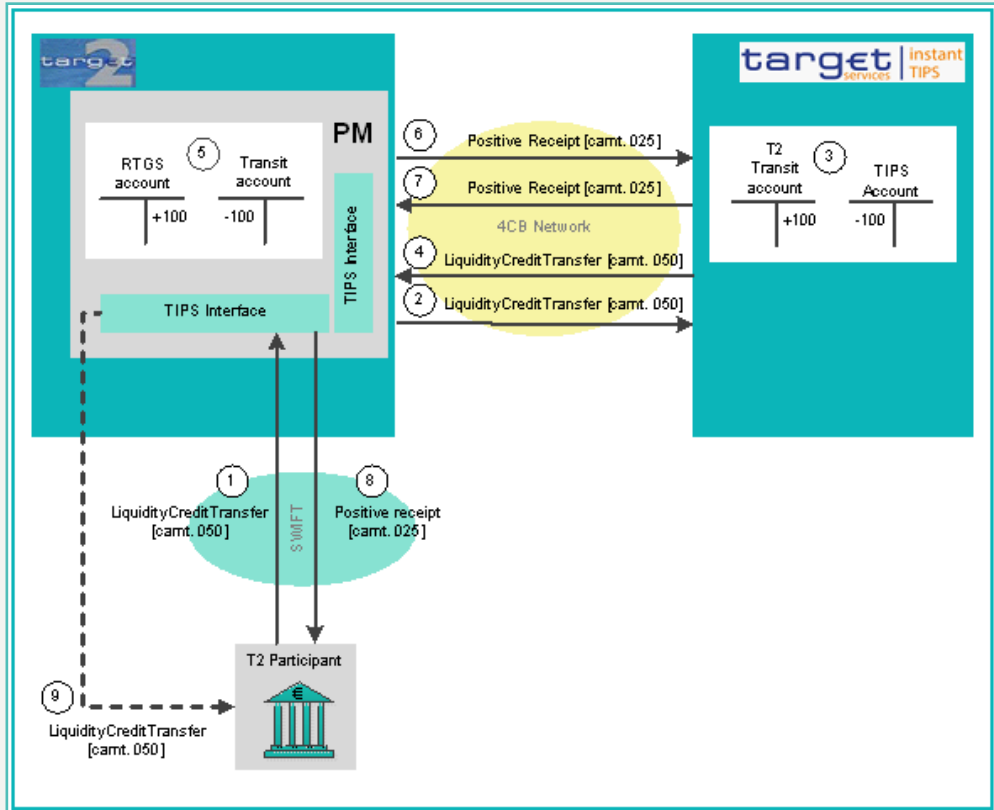 target
2
target
services
instant
TIPS
PM
RTGS
account
5
Transit
account
+100
-100
TIPS Interface
TIPS Interface
6
Positive Receipt [camt. 025]
7
Positive Receipt [camt. 025]
4CB Network
4
LiquidityCreditTransfer [camt. 050]
2
LiquidityCreditTransfer [camt. 050]
T2
Transit
account
3
TIPS
Account
+100
-100
1
LiquidityCreditTransfer
[camt. 050]
SWIFT
8
Positive receipt
[camt. 025]
T2 Participant
€
9
LiquidityCreditTransfer
[camt. 050]